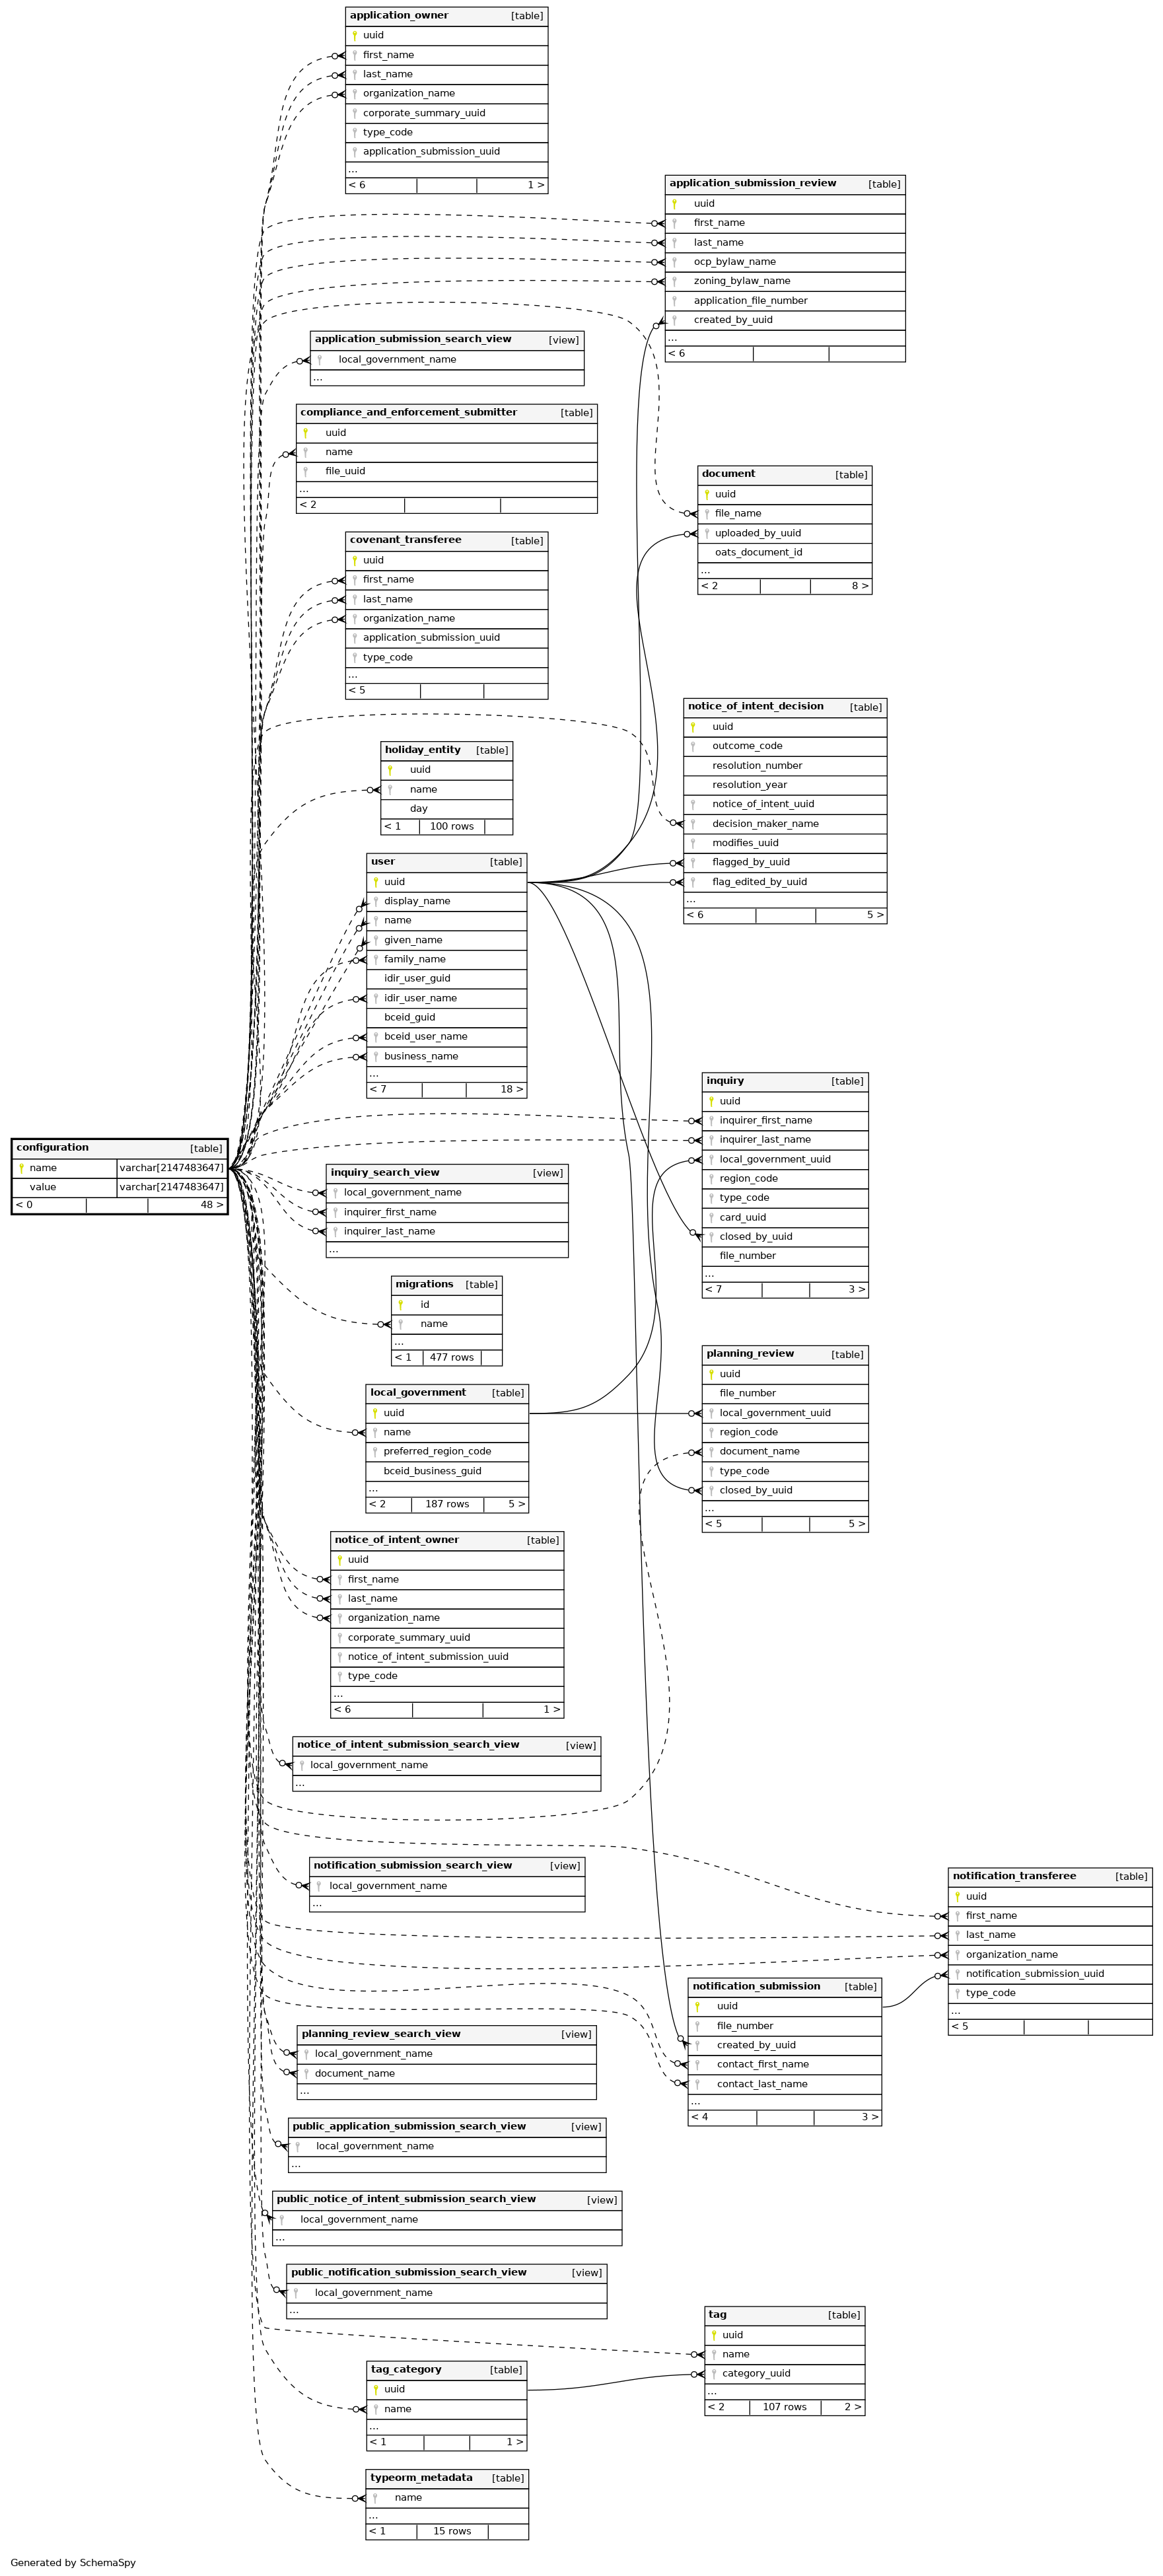 application_owner [table]
uuid
first_name
last_name
organization_name
corporate_summary_uuid
type_code
application_submission_uuid
...
< 6 1 >
application_submission_review [table]
uuid
first_name
last_name
ocp_bylaw_name
zoning_bylaw_name
application_file_number
created_by_uuid
...
< 6
application_submission_search_view [view]
local_government_name
...
compliance_and_enforcement_submitter [table]
uuid
name
file_uuid
...
< 2
document [table]
uuid
file_name
uploaded_by_uuid
oats_document_id
...
< 2 8 >
covenant_transferee [table]
uuid
first_name
last_name
organization_name
application_submission_uuid
type_code
...
< 5
notice_of_intent_decision [table]
uuid
outcome_code
resolution_number
resolution_year
notice_of_intent_uuid
decision_maker_name
modifies_uuid
flagged_by_uuid
flag_edited_by_uuid
...
< 6 5 >
holiday_entity [table]
uuid
name
day
< 1 100 rows
user [table]
uuid
display_name
name
given_name
family_name
idir_user_guid
idir_user_name
bceid_guid
bceid_user_name
business_name
...
< 7 18 >
inquiry [table]
uuid
inquirer_first_name
inquirer_last_name
local_government_uuid
region_code
type_code
card_uuid
closed_by_uuid
file_number
...
< 7 3 >
configuration [table]
name varchar[2147483647]
value varchar[2147483647]
< 0 48 >
inquiry_search_view [view]
local_government_name
inquirer_first_name
inquirer_last_name
...
migrations [table]
id
name
...
< 1 477 rows
planning_review [table]
uuid
file_number
local_government_uuid
region_code
document_name
type_code
closed_by_uuid
...
< 5 5 >
local_government [table]
uuid
name
preferred_region_code
bceid_business_guid
...
< 2 187 rows 5 >
notice_of_intent_owner [table]
uuid
first_name
last_name
organization_name
corporate_summary_uuid
notice_of_intent_submission_uuid
type_code
...
< 6 1 >
notice_of_intent_submission_search_view [view]
local_government_name
...
notification_submission_search_view [view]
local_government_name
...
notification_transferee [table]
uuid
first_name
last_name
organization_name
notification_submission_uuid
type_code
...
< 5
notification_submission [table]
uuid
file_number
created_by_uuid
contact_first_name
contact_last_name
...
< 4 3 >
planning_review_search_view [view]
local_government_name
document_name
...
public_application_submission_search_view [view]
local_government_name
...
public_notice_of_intent_submission_search_view [view]
local_government_name
...
public_notification_submission_search_view [view]
local_government_name
...
tag [table]
uuid
name
category_uuid
...
< 2 107 rows 2 >
tag_category [table]
uuid
name
...
< 1 1 >
typeorm_metadata [table]
name
...
< 1 15 rows
Generated by SchemaSpy